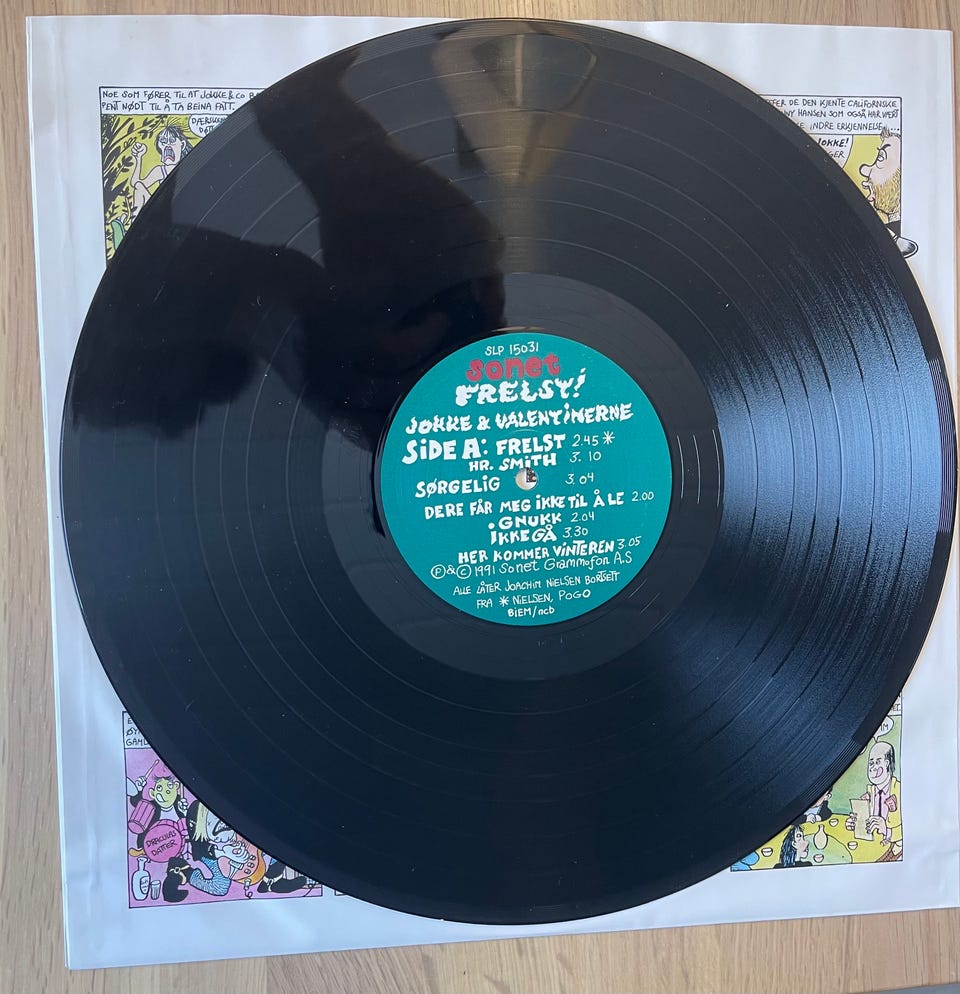 NOE SOM FØRER TIL AT JOKKE & CO
PENT NØDT TIL Å TA BEINA FATT.
DE DEN KJENTE CALIFORNISKE
HANSEN SOM OGSÅ HAR VÆRT
INDRE ERKJENNELSE...
JOKKE!
SLP 15031
sonet
FRELST!
JOKKE & VALENTINERNE
SIDE A: FRELST 2.45 *
HR. SMITH 3.10
SØRGELIG 3.04
DERE FÅR MEG IKKE TIL Å LE 2.00
GNUKK 2.04
IKKE GÅ 3.30
HER KOMMER VINTEREN 3.05
Ⓟ & © 1991 Sonet Grammofon A.S
ALLE LÅTER JOACHIM NIELSEN BORTSETT
FRA * NIELSEN, POGO
BIEM/ncb
DRACULAS
DATTER